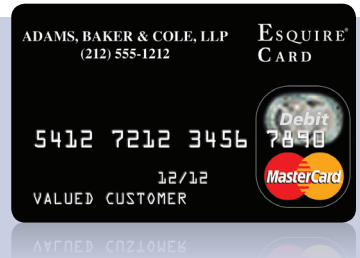 ADAMS, BAKER & COLE, LLP
(212) 555-1212
ESQUIRE®
CARD
Debit
5412 7212 3456 7890
12/12
MasterCard
VALUED CUSTOMER